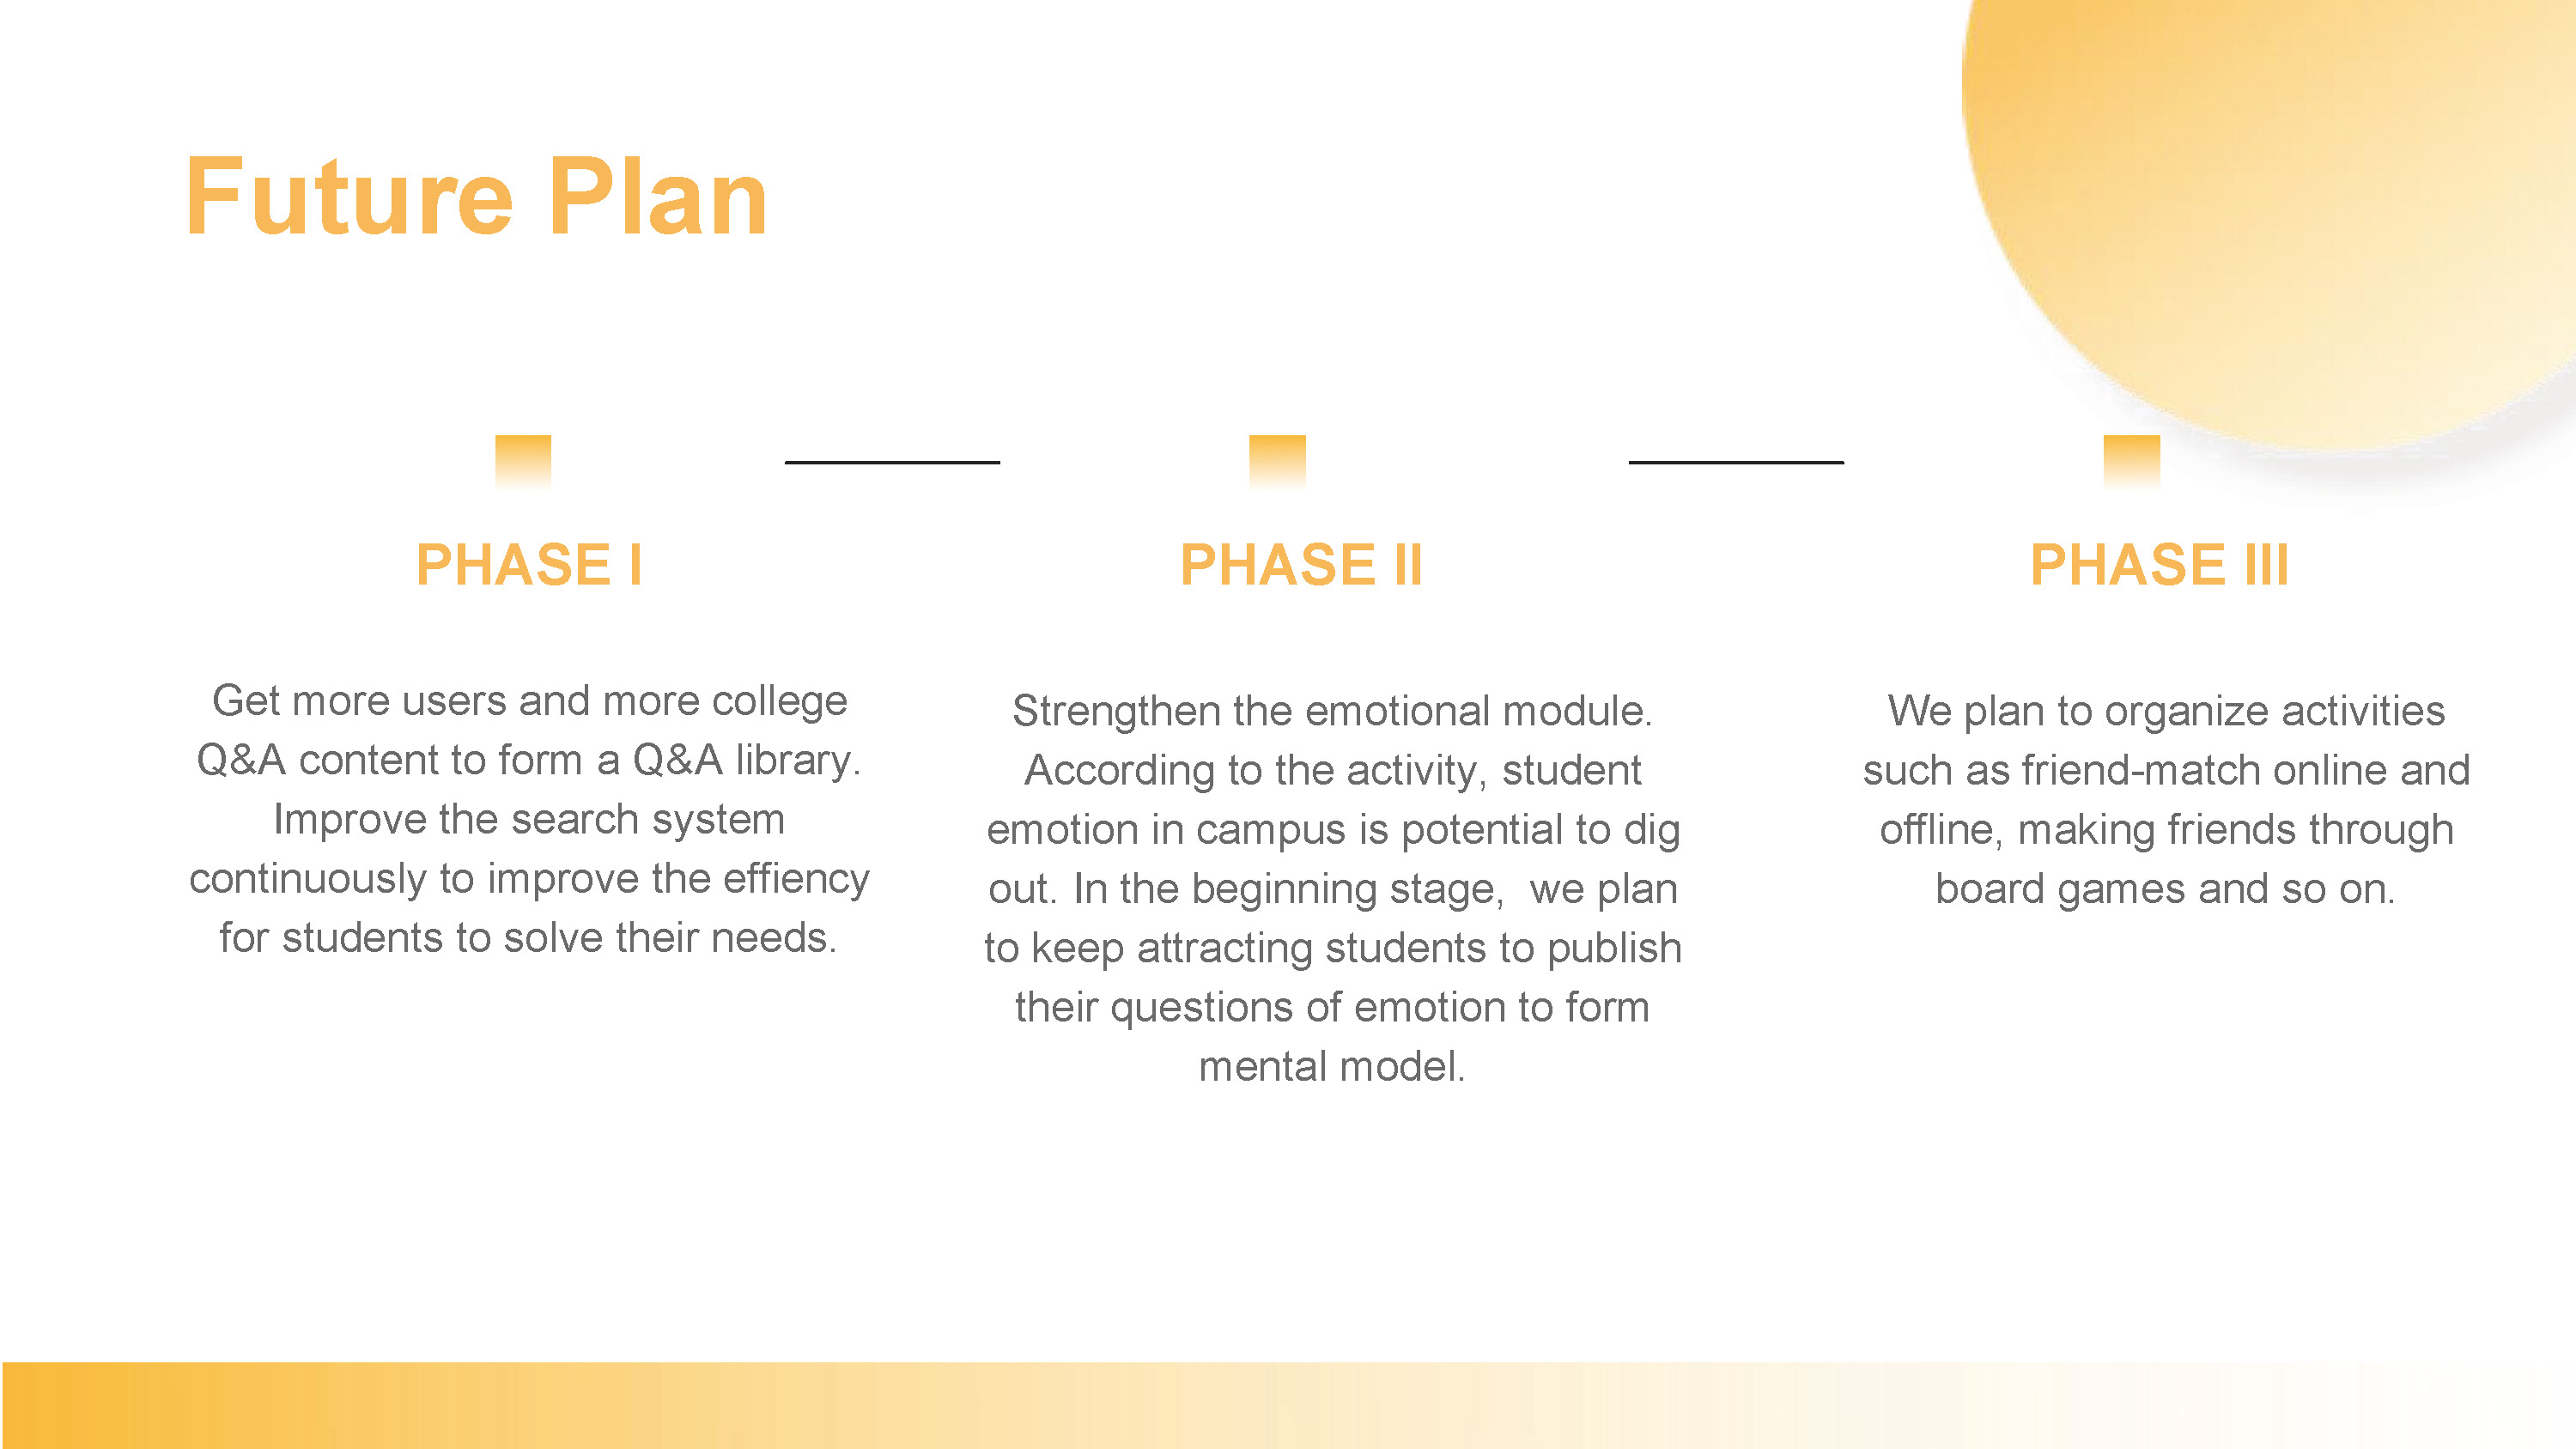 Future Plan
PHASE I
Get more users and more college
Q&A content to form a Q&A library.
Improve the search system
continuously to improve the effiency
for students to solve their needs.
PHASE II
Strengthen the emotional module.
According to the activity, student
emotion in campus is potential to dig
out. In the beginning stage, we plan
to keep attracting students to publish
their questions of emotion to form
mental model.
PHASE III
We plan to organize activities
such as friend-match online and
offline, making friends through
board games and so on.